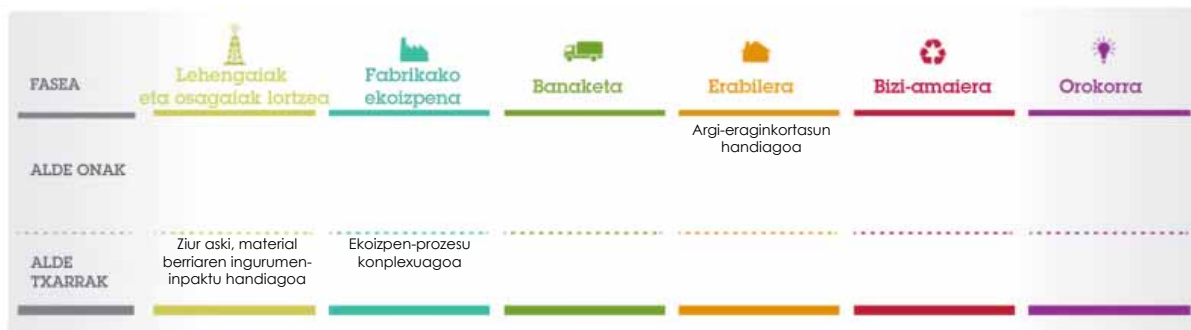 FASEA
Lehengaiak
eta osagaiak lortzea
Fabrikako
ekoizpena
Banaketa
Erabilera
Bizi-amaiera
Orokorra
ALDE ONAK
Argi-eraginkortasun
handiagoa
ALDE
TXARRAK
Ziur aski, material
berriaren ingurumen-
inpaktu handiagoa
Ekoizpen-prozesu
konplexuagoa